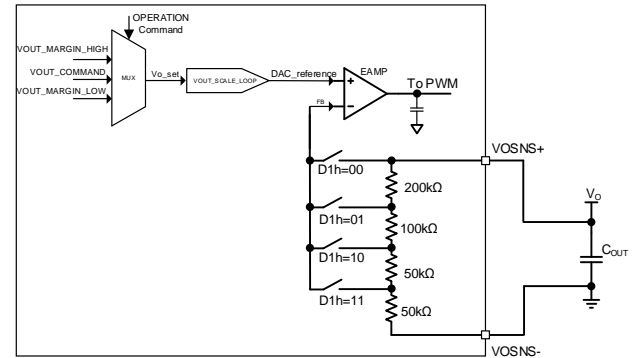 OPERATION
Command
VOUT_MARGIN_HIGH
VOUT_COMMAND
VOUT_MARGIN_LOW
MUX
Vo_set
VOUT_SCALE_LOOP
DAC_reference
EAMP
+
−
FB
To PWM
VOSNS+
D1h=00
200kΩ
D1h=01
100kΩ
D1h=10
50kΩ
D1h=11
50kΩ
VO
COUT
VOSNS-